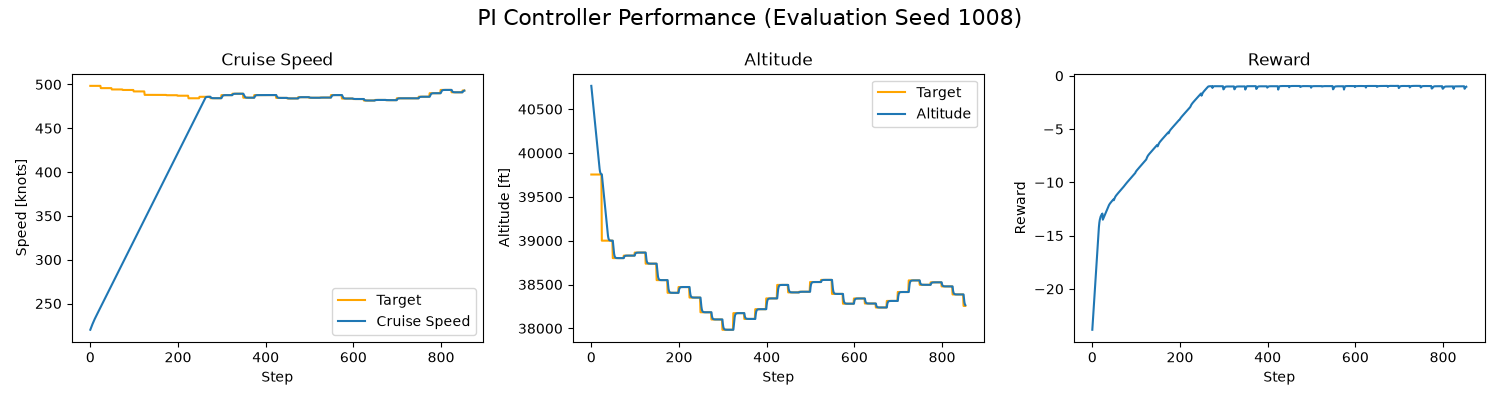 PI Controller Performance (Evaluation Seed 1008)
Cruise Speed
Speed [knots]
500
450
400
350
300
250
Target
Cruise Speed
0 200 400 600 800
Step
Altitude
Altitude [ft]
40500
40000
39500
39000
38500
38000
Target
Altitude
0 200 400 600 800
Step
Reward
Reward
0
−5
−10
−15
−20
0 200 400 600 800
Step